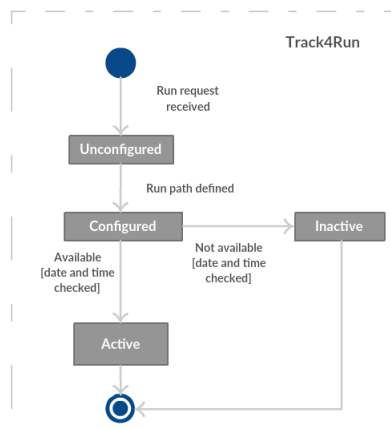 Track4Run
Run request
received
Unconfigured
Run path defined
Configured
Inactive
Available
[date and time
checked]
Not available
[date and time
checked]
Active